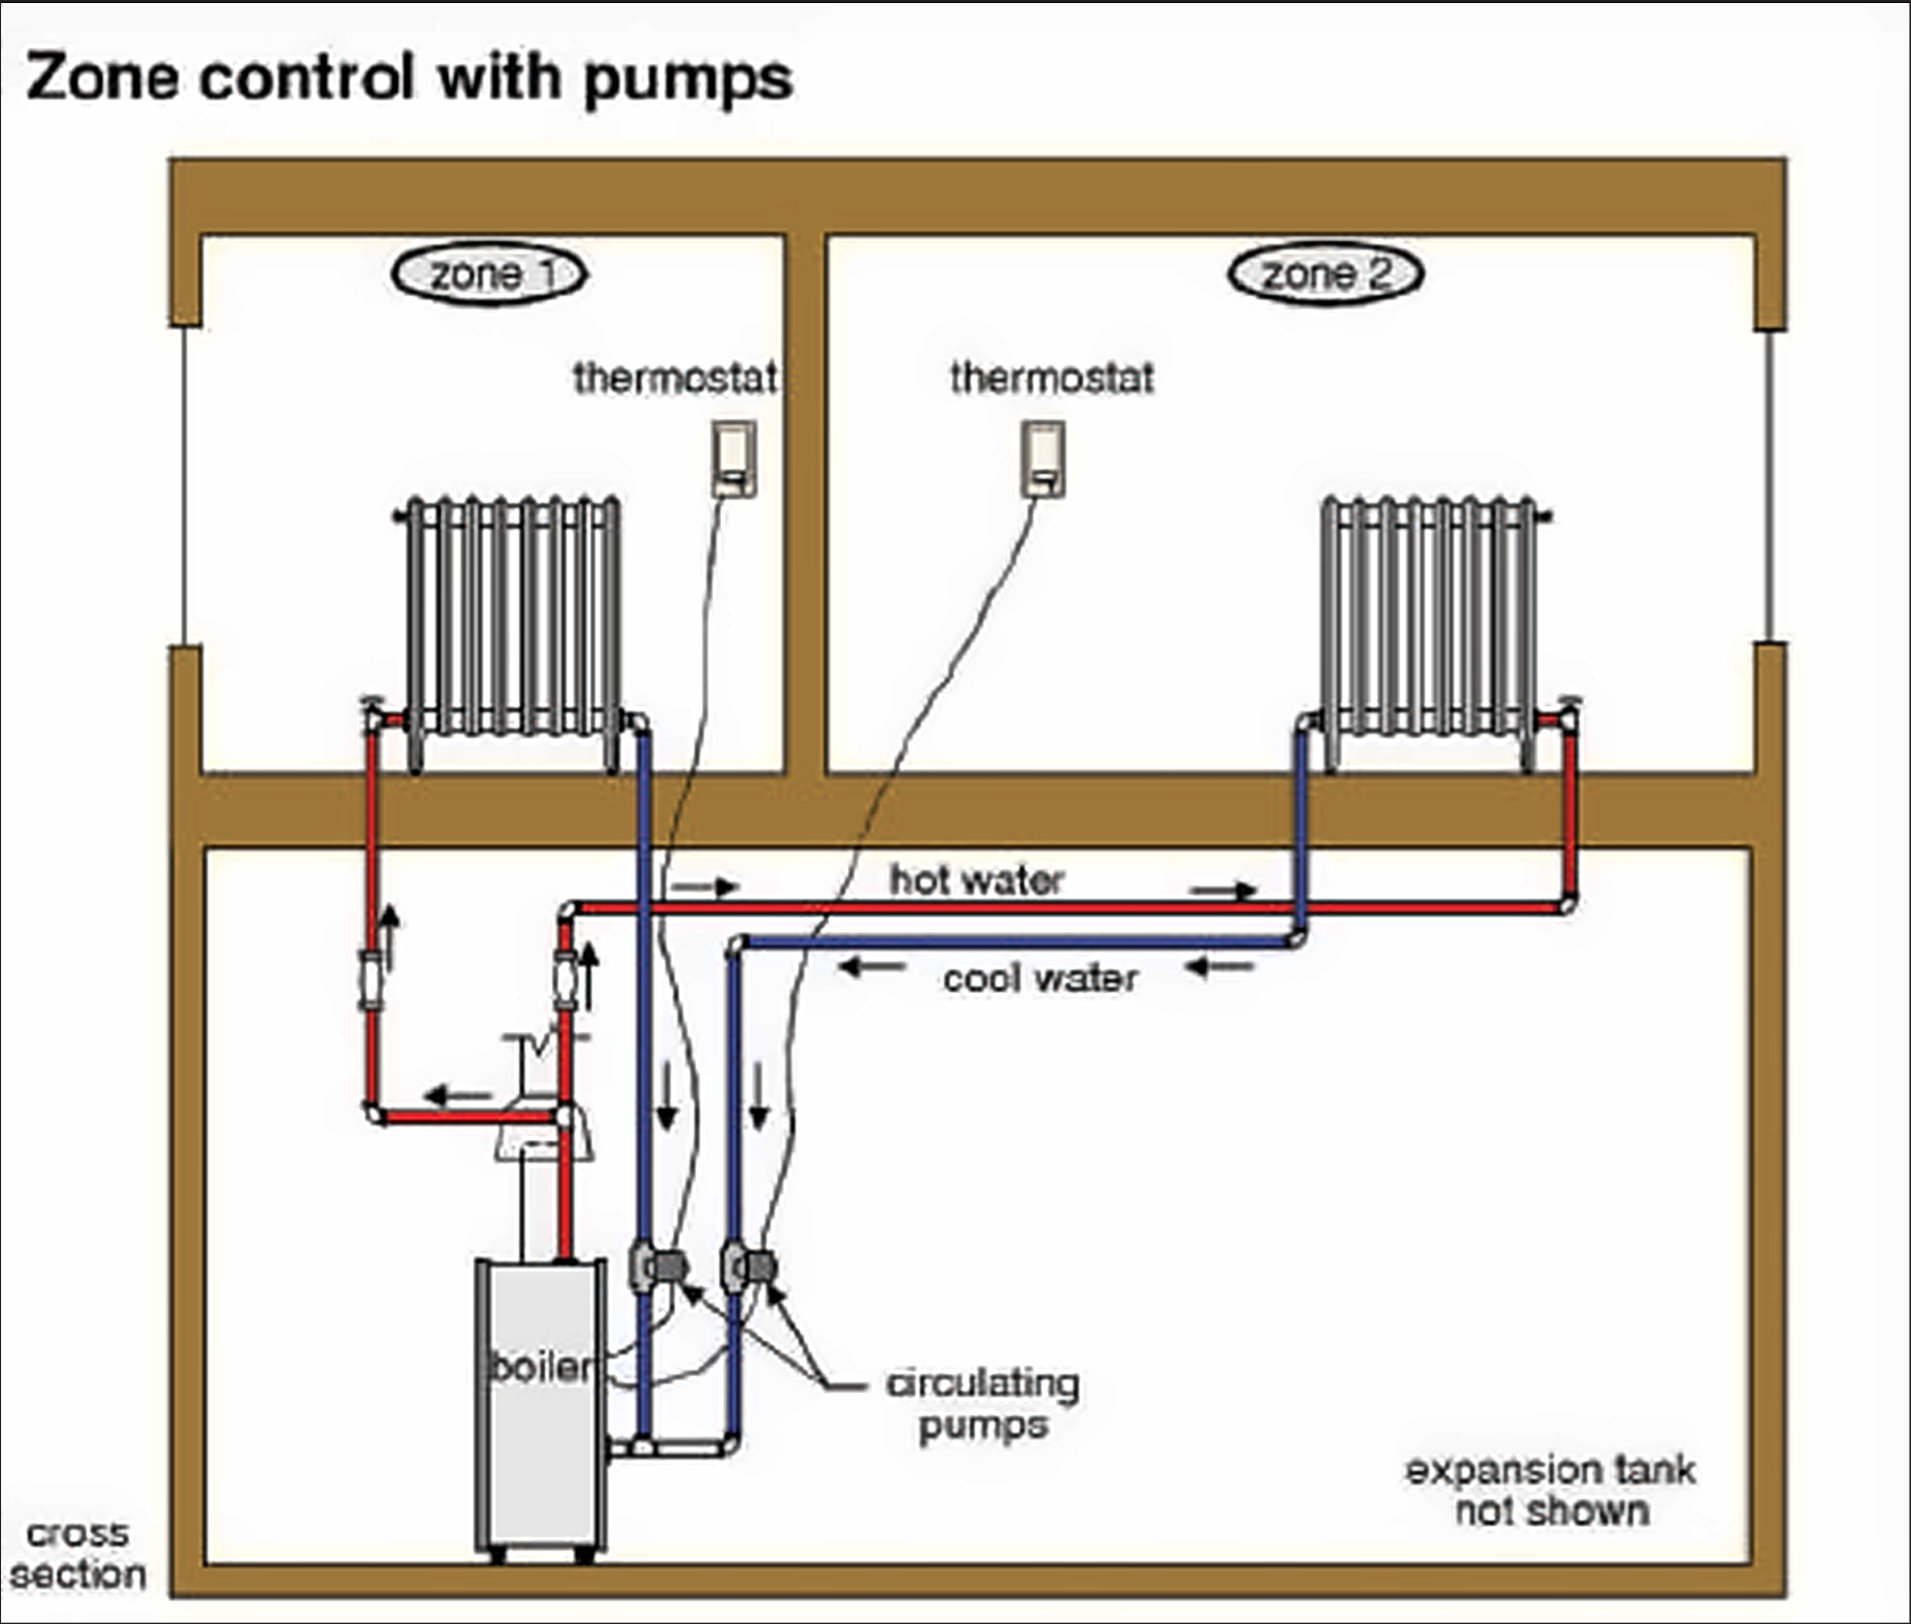 Zone control with pumps
zone 1
zone 2
thermostat
thermostat
hot water
cool water
boiler
circulating
pumps
expansion tank
not shown
cross
section